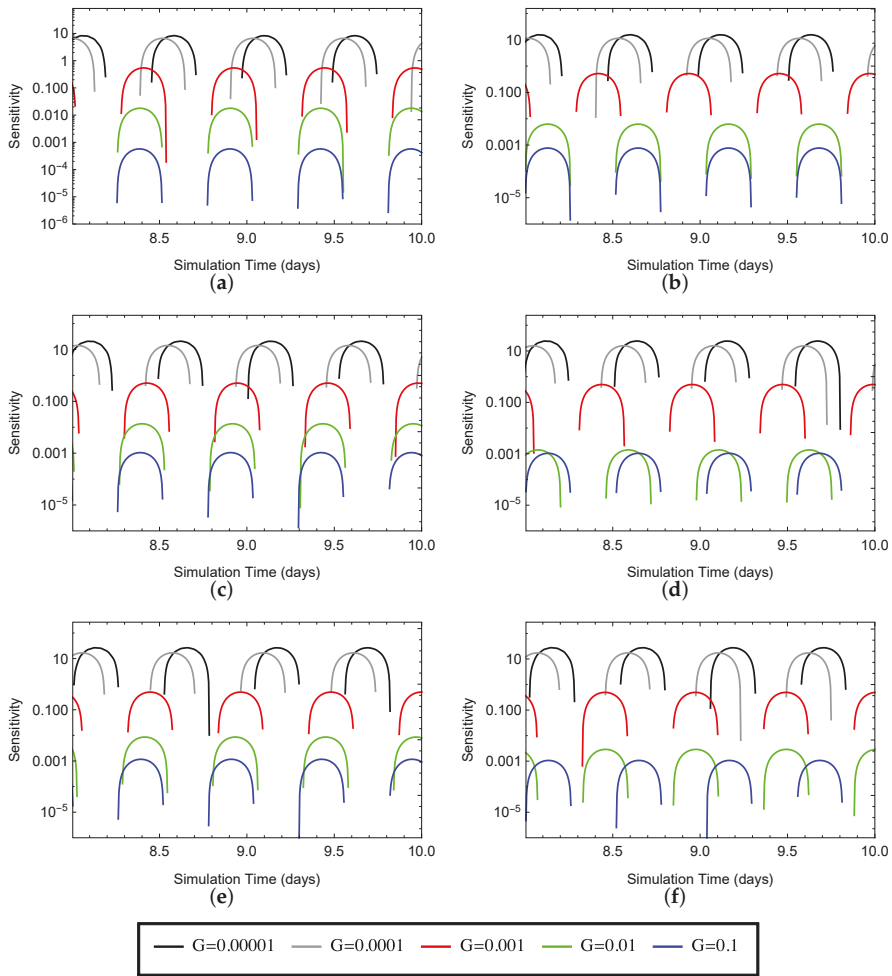 10
1
0.100
0.010
0.001
10⁻⁴
10⁻⁵
10⁻⁶
Sensitivity
8.5 9.0 9.5 10.0
Simulation Time (days)
(a)
10
0.100
0.001
10⁻⁵
Sensitivity
8.5 9.0 9.5 10.0
Simulation Time (days)
(b)
10
0.100
0.001
10⁻⁵
Sensitivity
8.5 9.0 9.5 10.0
Simulation Time (days)
(c)
10
0.100
0.001
10⁻⁵
Sensitivity
8.5 9.0 9.5 10.0
Simulation Time (days)
(d)
10
0.100
0.001
10⁻⁵
Sensitivity
8.5 9.0 9.5 10.0
Simulation Time (days)
(e)
10
0.100
0.001
10⁻⁵
Sensitivity
8.5 9.0 9.5 10.0
Simulation Time (days)
(f)
G=0.00001 G=0.0001 G=0.001 G=0.01 G=0.1